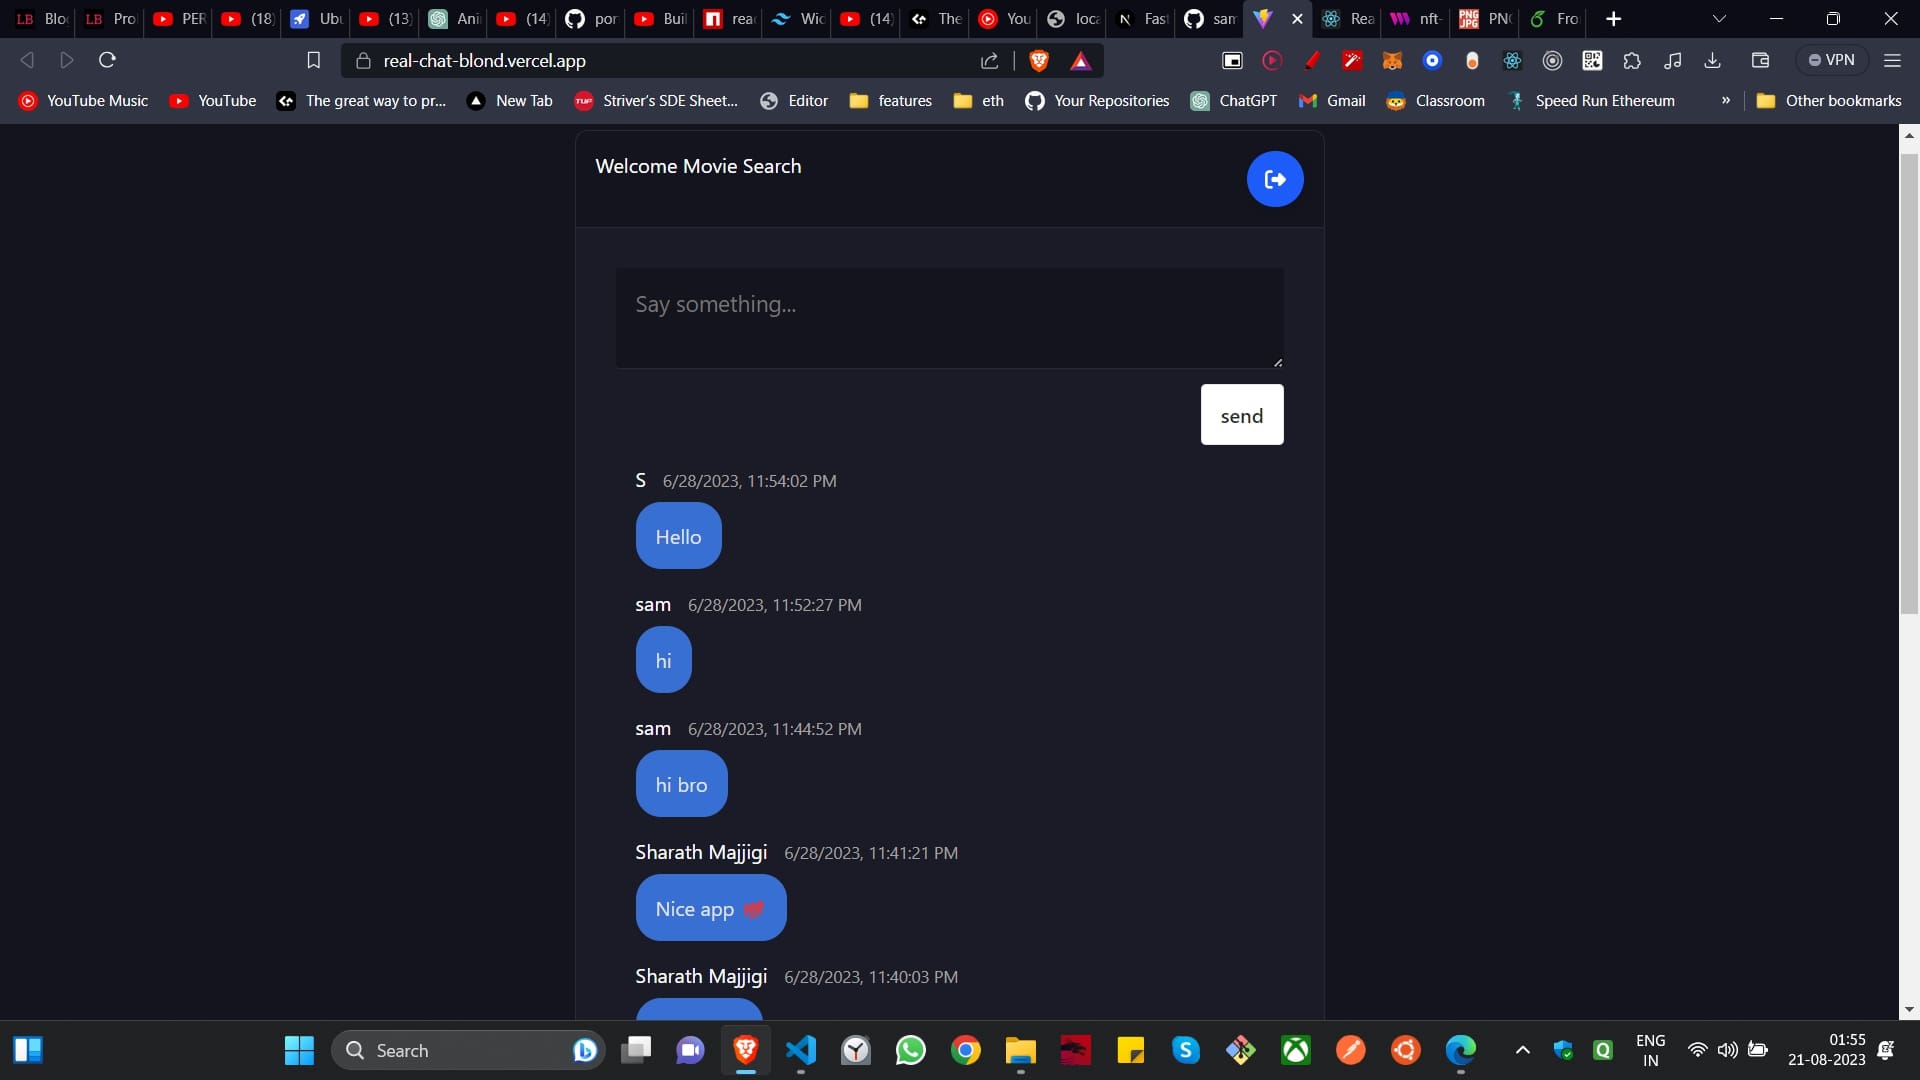 Bloc
Pro
PER
(18)
Ubu
(13)
Ani
(14)
por
Buil
reac
Wic
(14)
The
You
loca
Fast
sam
Rea
nft-
PNG
Fro
real-chat-blond.vercel.app
VPN
YouTube Music
YouTube
The great way to pr...
New Tab
Striver's SDE Sheet...
Editor
features
eth
Your Repositories
ChatGPT
Gmail
Classroom
Speed Run Ethereum
»
Other bookmarks
Welcome Movie Search
Say something...
send
S 6/28/2023, 11:54:02 PM
Hello
sam 6/28/2023, 11:52:27 PM
hi
sam 6/28/2023, 11:44:52 PM
hi bro
Sharath Majjigi 6/28/2023, 11:41:21 PM
Nice app
Sharath Majjigi 6/28/2023, 11:40:03 PM
Search
ENG
IN
01:55
21-08-2023